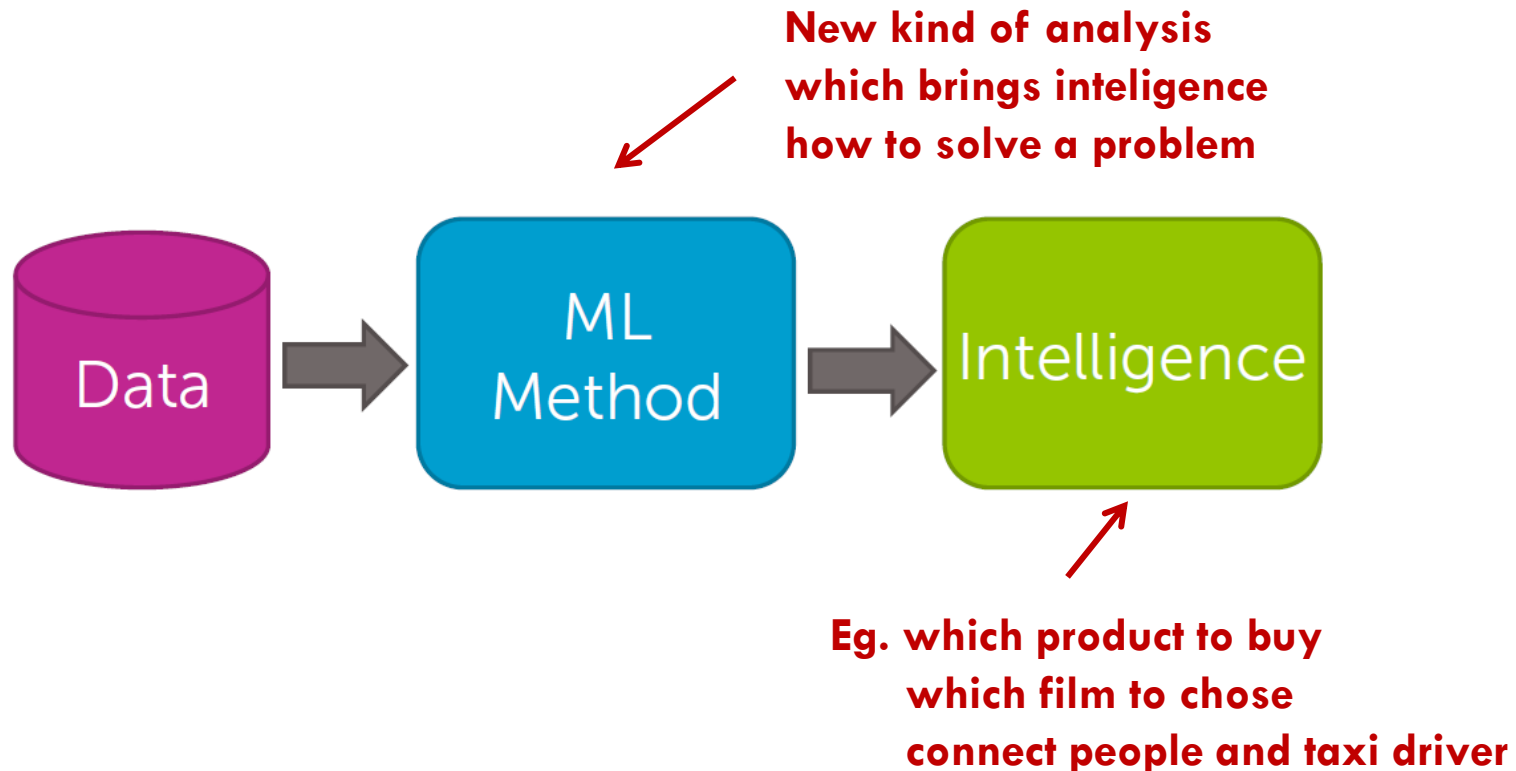 New kind of analysis
which brings inteligence
how to solve a problem
Data
ML
Method
Intelligence
Eg. which product to buy
which film to chose
connect people and taxi driver